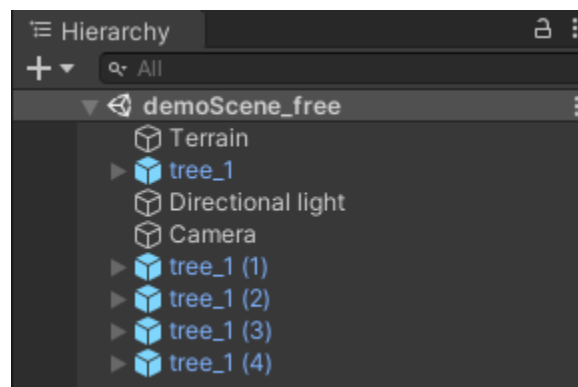 Hierarchy
All
demoScene_free
Terrain
tree_1
Directional light
Camera
tree_1 (1)
tree_1 (2)
tree_1 (3)
tree_1 (4)